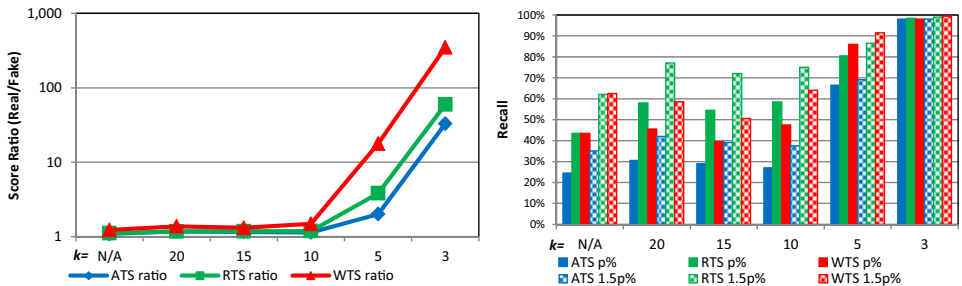 Score Ratio (Real/Fake)
1,000
100
10
1
k= N/A 20 15 10 5 3
ATS ratio RTS ratio WTS ratio
Recall
100%
90%
80%
70%
60%
50%
40%
30%
20%
10%
0%
k= N/A 20 15 10 5 3
ATS p% RTS p% WTS p%
ATS 1.5p% RTS 1.5p% WTS 1.5p%